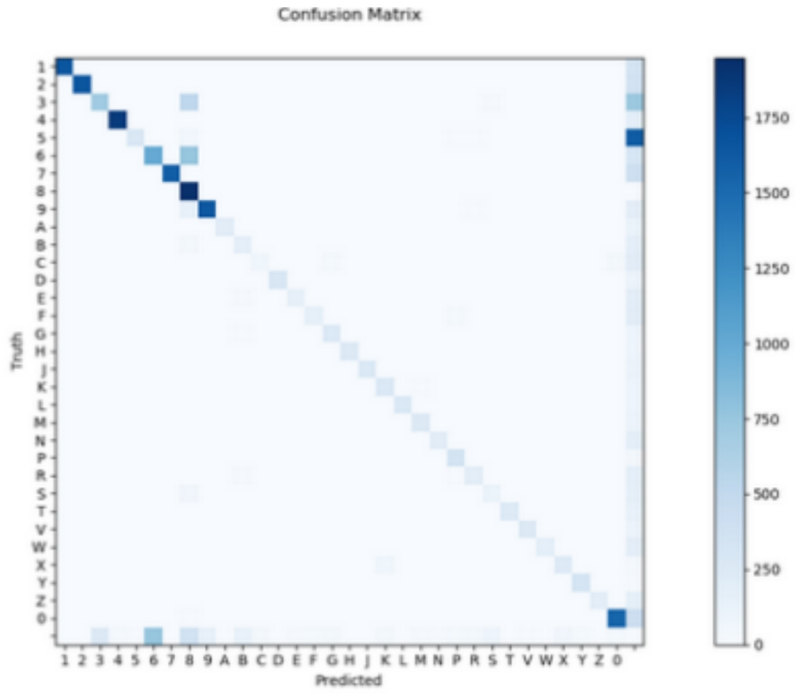 Confusion Matrix
1
2
3
4
5
6
7
8
9
A
B
C
D
E
F
G
H
J
K
L
M
N
P
R
S
T
V
W
X
Y
Z
0
Truth
1 2 3 4 5 6 7 8 9 A B C D E F G H J K L M N P R S T V W X Y Z 0
Predicted
1750
1500
1250
1000
750
500
250
0